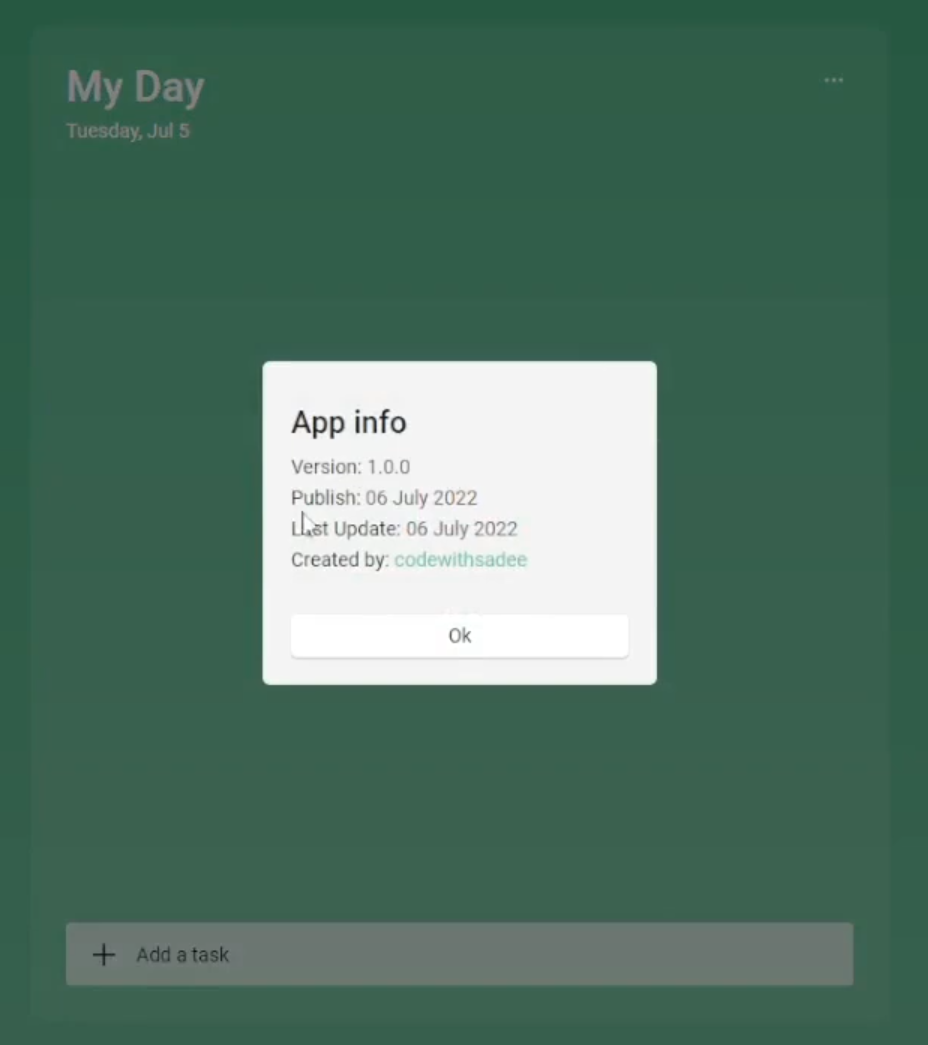 My Day
Tuesday, Jul 5
App info
Version: 1.0.0
Publish: 06 July 2022
Last Update: 06 July 2022
Created by: codewithsadee
Ok
Add a task